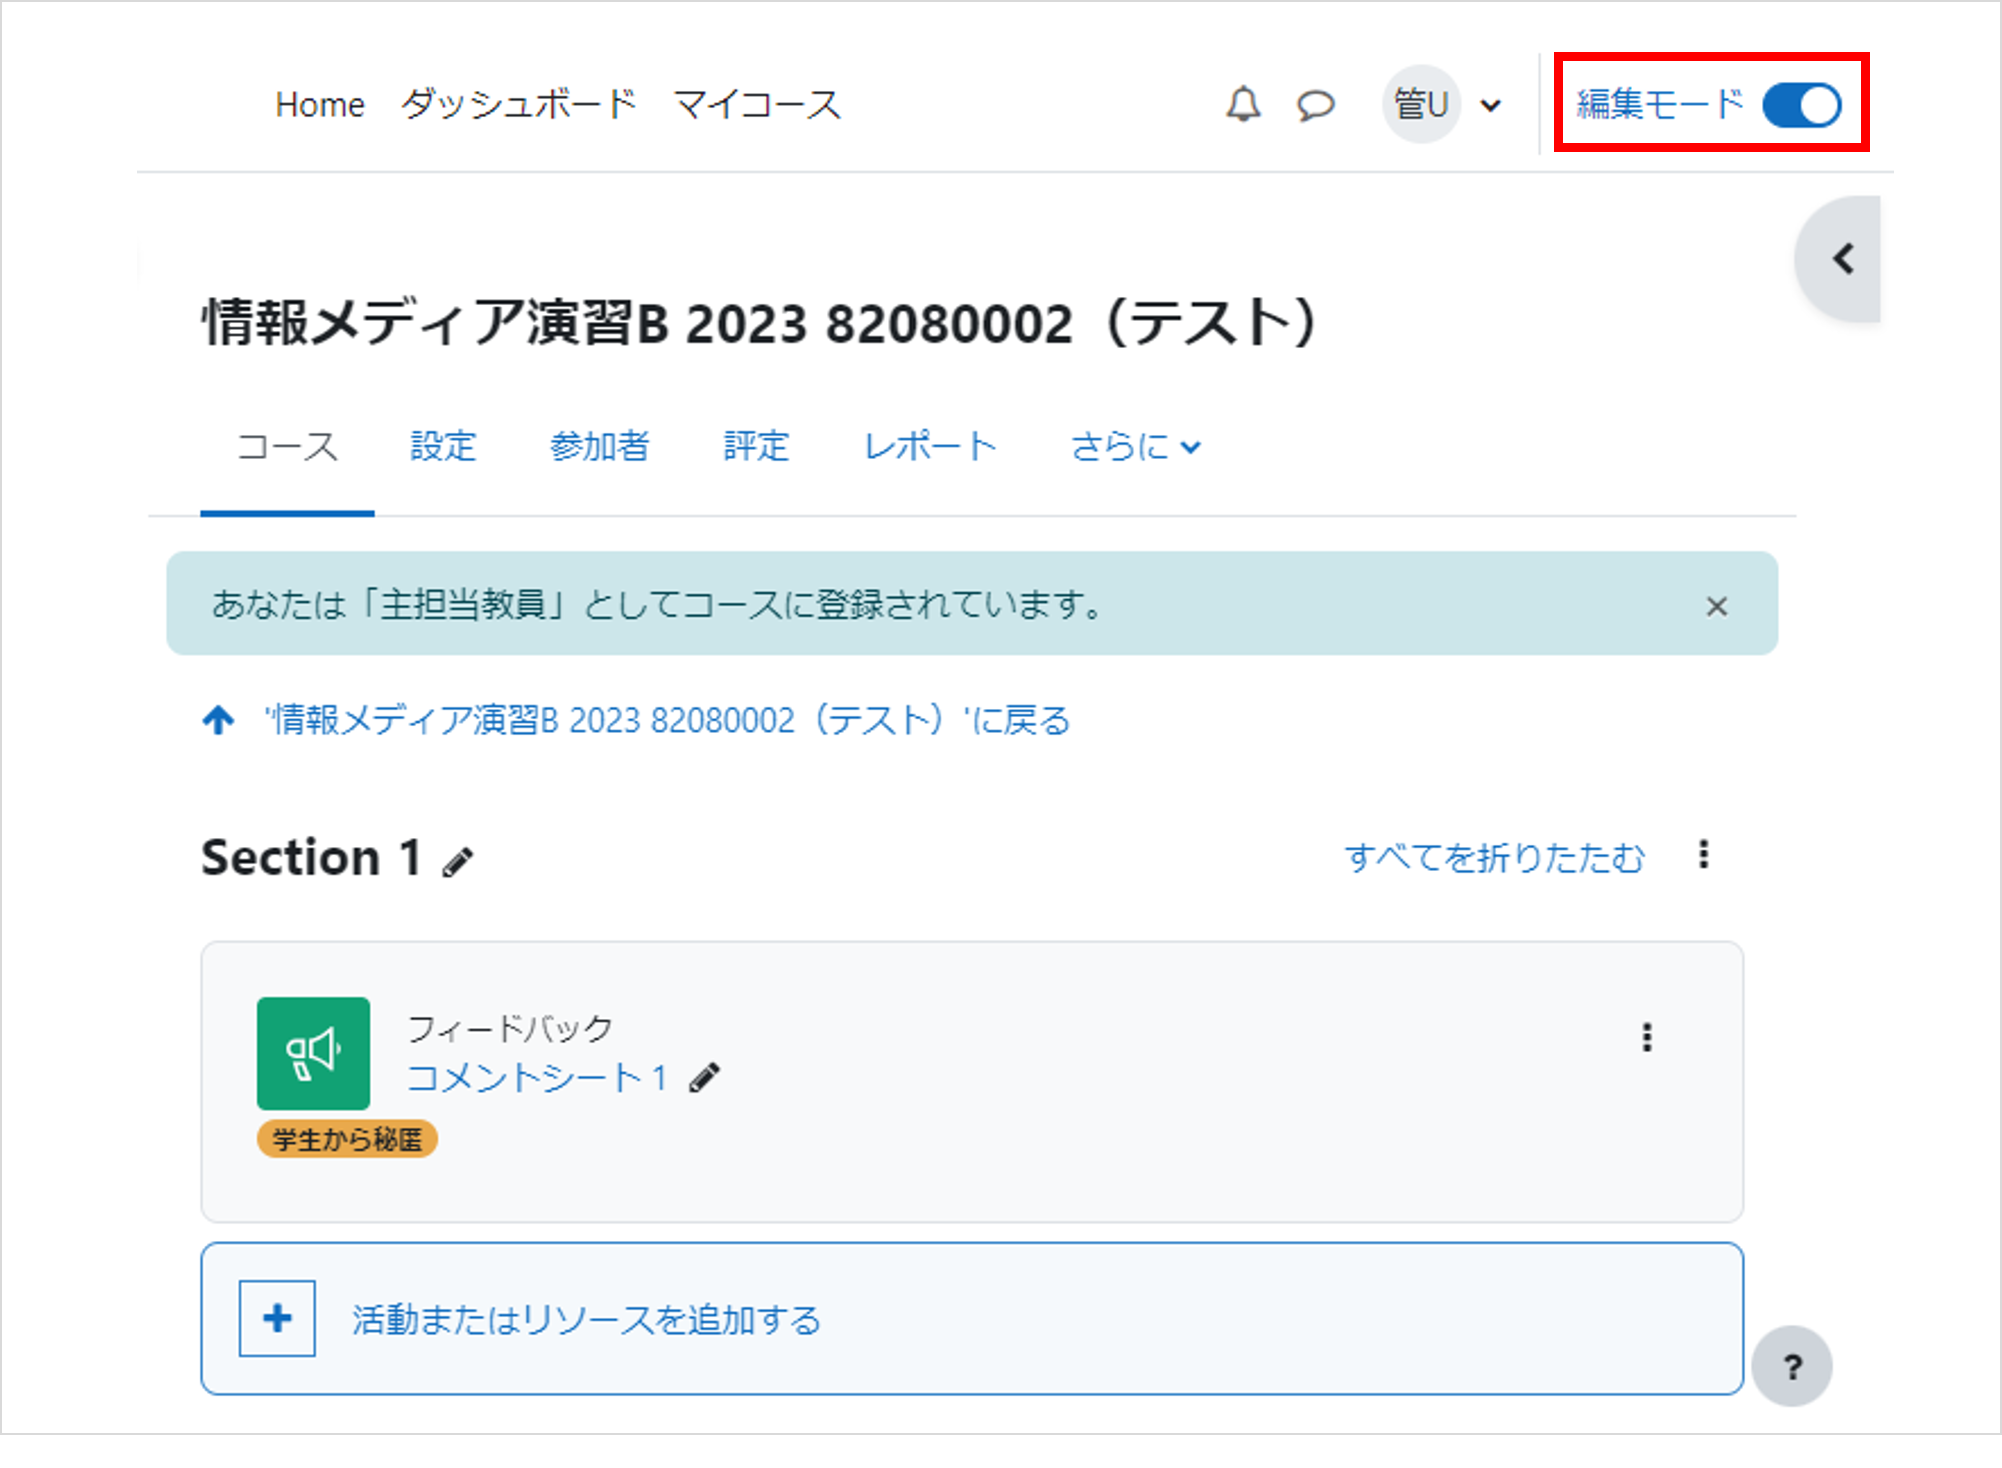 Home ダッシュボード マイコース 管U 編集モード
情報メディア演習B 2023 82080002（テスト）
コース 設定 参加者 評定 レポート さらに
あなたは「主担当教員」としてコースに登録されています。 ×
'情報メディア演習B 2023 82080002（テスト）'に戻る
Section 1 すべてを折りたたむ
フィードバック
コメントシート 1
学生から秘匿
+ 活動またはリソースを追加する
?